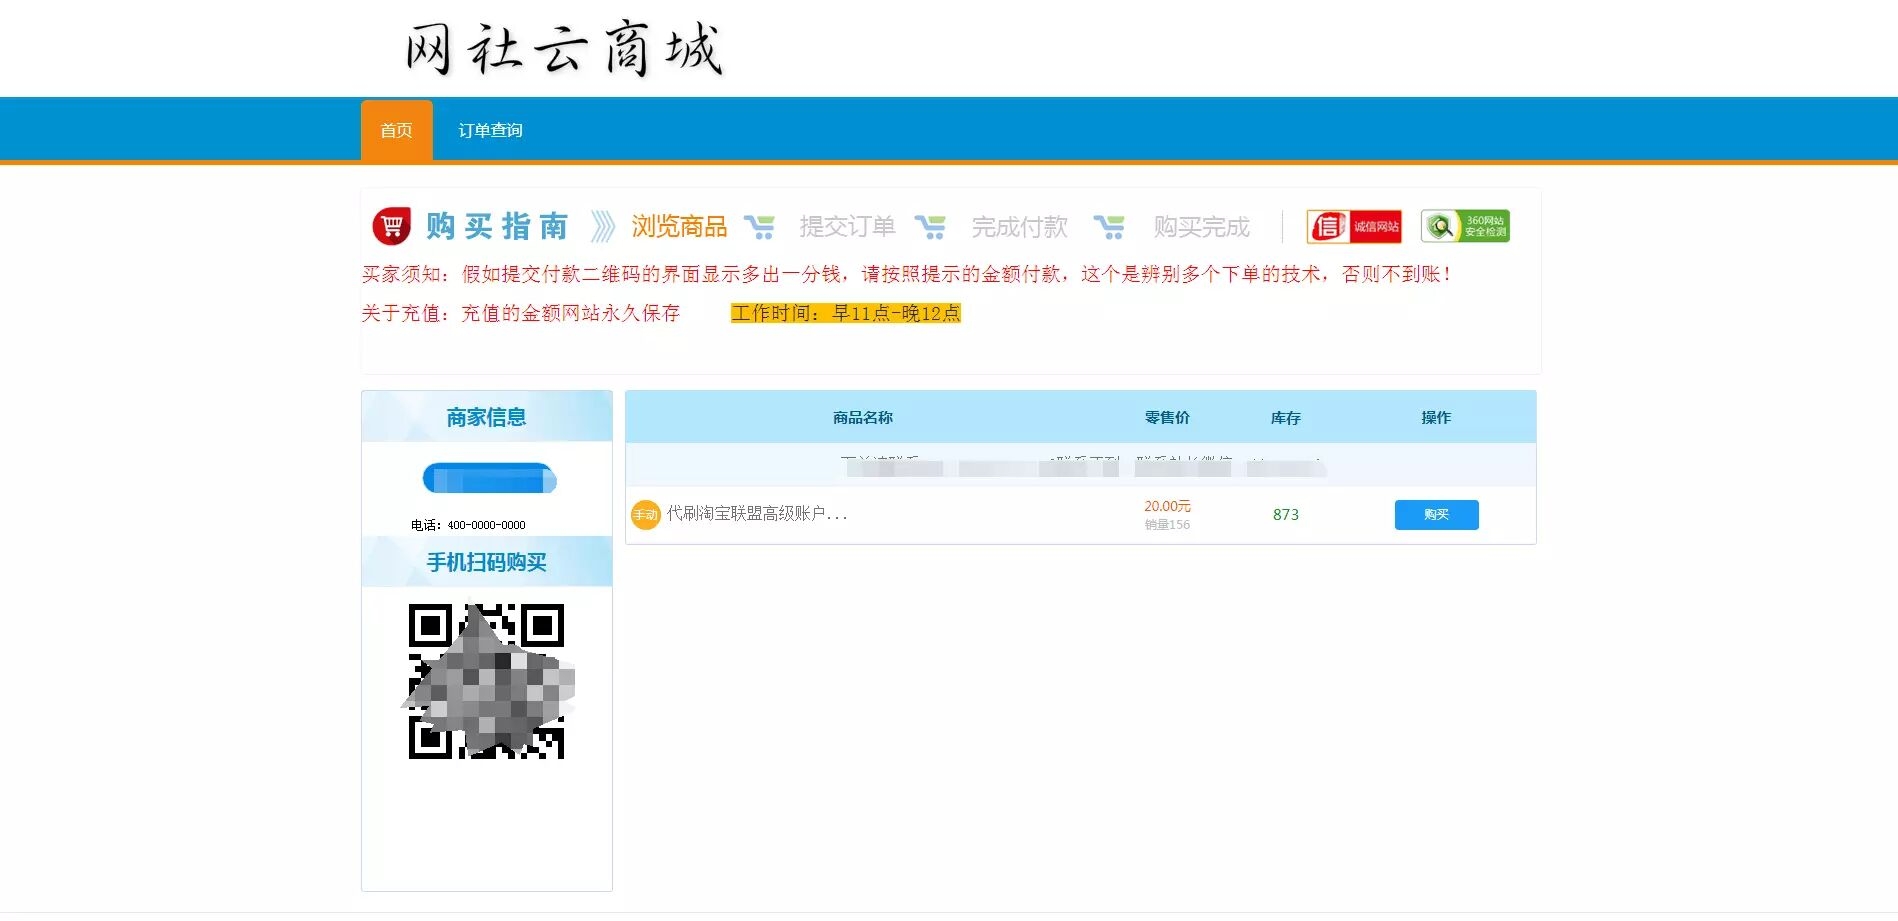 网社云商城
首页 订单查询
购买指南 浏览商品 提交订单 完成付款 购买完成 信 诚信网站 360网站 安全检测
买家须知：假如提交付款二维码的界面显示多出一分钱，请按照提示的金额付款，这个是辨别多个下单的技术，否则不到账！
关于充值：充值的金额网站永久保存 工作时间：早11点-晚12点
商家信息
电话：400-0000-0000
手机扫码购买
商品名称 零售价 库存 操作
手动 代刷淘宝联盟高级账户... 20.00元 873 购买
销量156